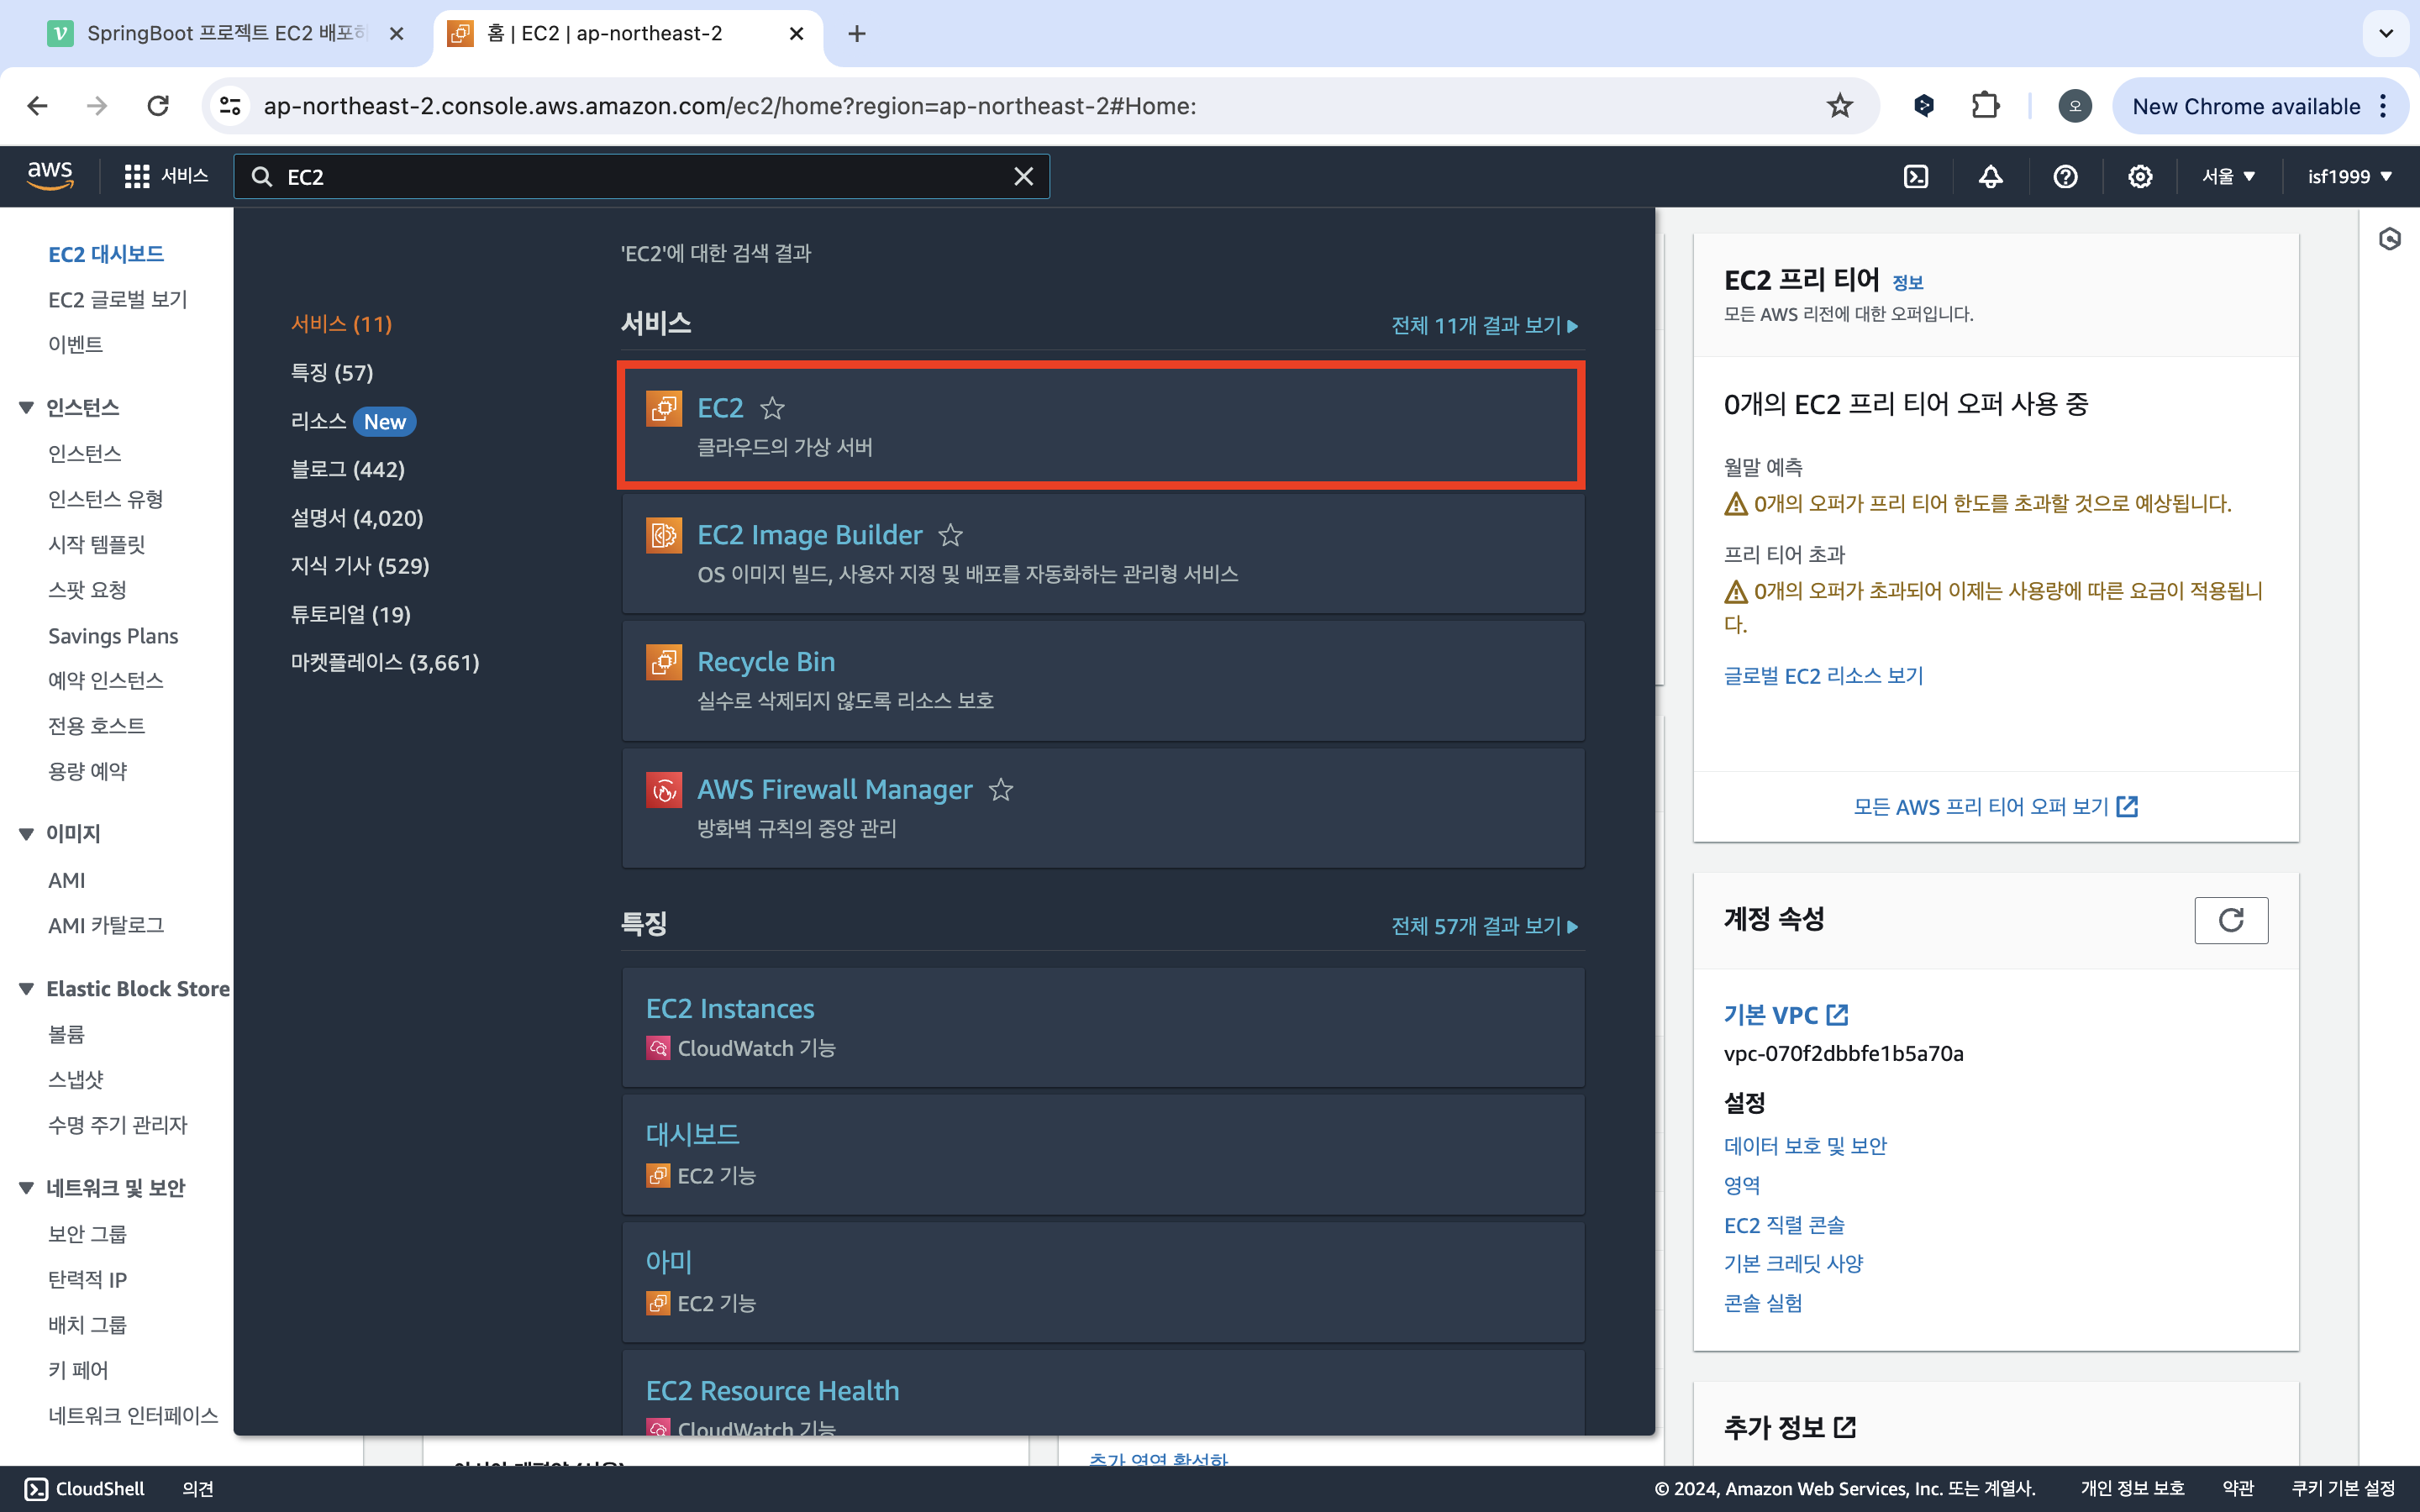 SpringBoot 프로젝트 EC2 배포하
홈 | EC2 | ap-northeast-2
ap-northeast-2.console.aws.amazon.com/ec2/home?region=ap-northeast-2#Home:
오
New Chrome available
aws
서비스
EC2
서울
isf1999
EC2 대시보드
EC2 글로벌 보기
이벤트
인스턴스
인스턴스
인스턴스 유형
시작 템플릿
스팟 요청
Savings Plans
예약 인스턴스
전용 호스트
용량 예약
이미지
AMI
AMI 카탈로그
Elastic Block Store
볼륨
스냅샷
수명 주기 관리자
네트워크 및 보안
보안 그룹
탄력적 IP
배치 그룹
키 페어
네트워크 인터페이스
'EC2'에 대한 검색 결과
서비스 (11)
특징 (57)
리소스 New
블로그 (442)
설명서 (4,020)
지식 기사 (529)
튜토리얼 (19)
마켓플레이스 (3,661)
서비스
전체 11개 결과 보기
EC2
클라우드의 가상 서버
EC2 Image Builder
OS 이미지 빌드, 사용자 지정 및 배포를 자동화하는 관리형 서비스
Recycle Bin
실수로 삭제되지 않도록 리소스 보호
AWS Firewall Manager
방화벽 규칙의 중앙 관리
특징
전체 57개 결과 보기
EC2 Instances
CloudWatch 기능
대시보드
EC2 기능
아미
EC2 기능
EC2 Resource Health
CloudWatch 기능
추가 영역 활성화
EC2 프리 티어 정보
모든 AWS 리전에 대한 오퍼입니다.
0개의 EC2 프리 티어 오퍼 사용 중
월말 예측
0개의 오퍼가 프리 티어 한도를 초과할 것으로 예상됩니다.
프리 티어 초과
0개의 오퍼가 초과되어 이제는 사용량에 따른 요금이 적용됩니
다.
글로벌 EC2 리소스 보기
모든 AWS 프리 티어 오퍼 보기
계정 속성
기본 VPC
vpc-070f2dbbfe1b5a70a
설정
데이터 보호 및 보안
영역
EC2 직렬 콘솔
기본 크레딧 사양
콘솔 실험
추가 정보
CloudShell
의견
© 2024, Amazon Web Services, Inc. 또는 계열사.
개인 정보 보호
약관
쿠키 기본 설정